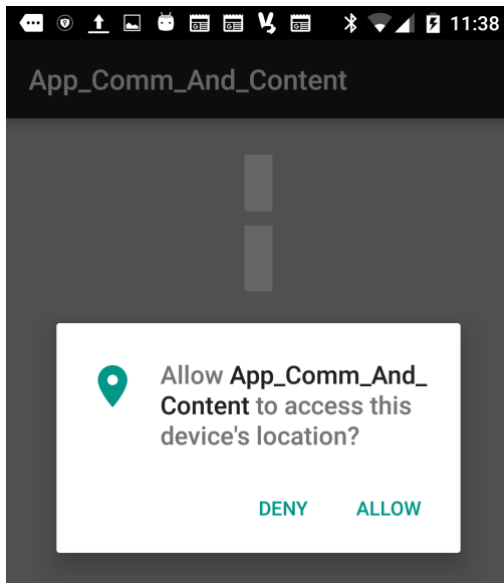 11:38
App_Comm_And_Content
Allow App_Comm_And_
Content to access this
device's location?
DENY ALLOW